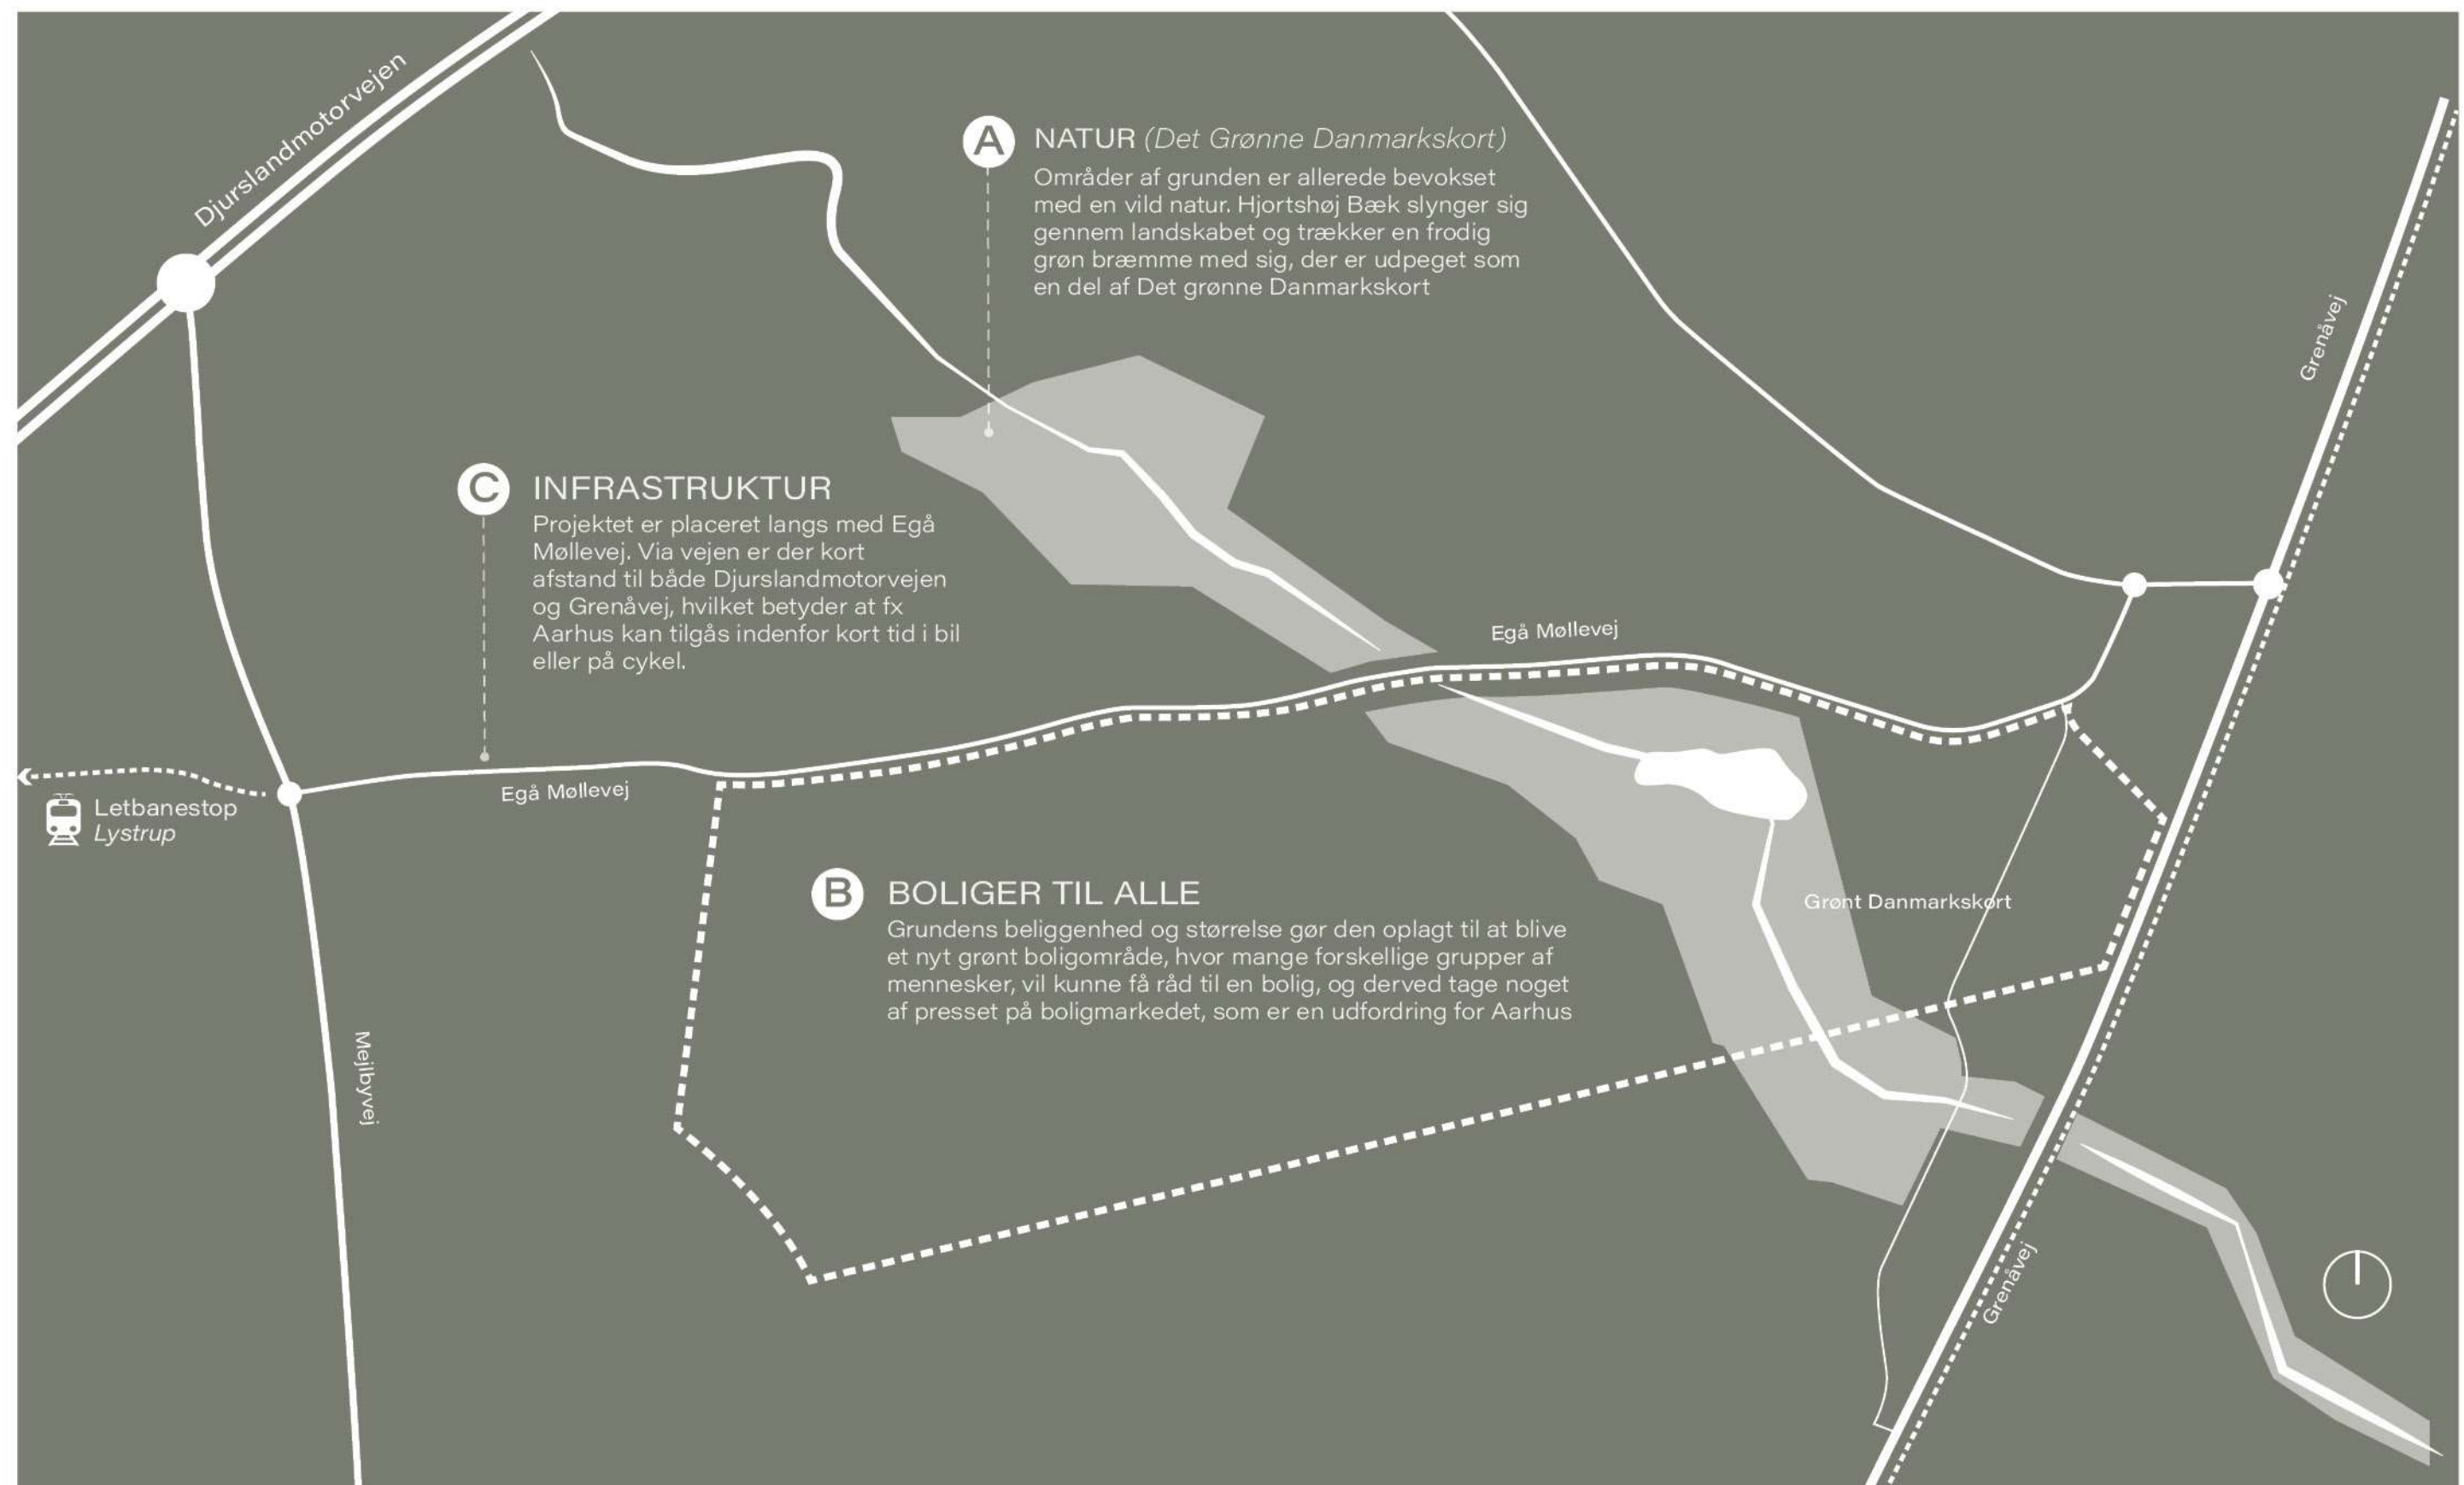 Djurslandmotorvejen
A
NATUR (Det Grønne Danmarkskort)
Områder af grunden er allerede bevokset
med en vild natur. Hjortshøj Bæk slynger sig
gennem landskabet og trækker en frodig
grøn bræmme med sig, der er udpeget som
en del af Det grønne Danmarkskort
Grenåvej
C
INFRASTRUKTUR
Projektet er placeret langs med Egå
Møllevej. Via vejen er der kort
afstand til både Djurslandmotorvejen
og Grenåvej, hvilket betyder at fx
Aarhus kan tilgås indenfor kort tid i bil
eller på cykel.
Egå Møllevej
Egå Møllevej
Letbanestop
Lystrup
B
BOLIGER TIL ALLE
Grundens beliggenhed og størrelse gør den oplagt til at blive
et nyt grønt boligområde, hvor mange forskellige grupper af
mennesker, vil kunne få råd til en bolig, og derved tage noget
af presset på boligmarkedet, som er en udfordring for Aarhus
Grønt Danmarkskort
Mejlbyvej
Grenåvej